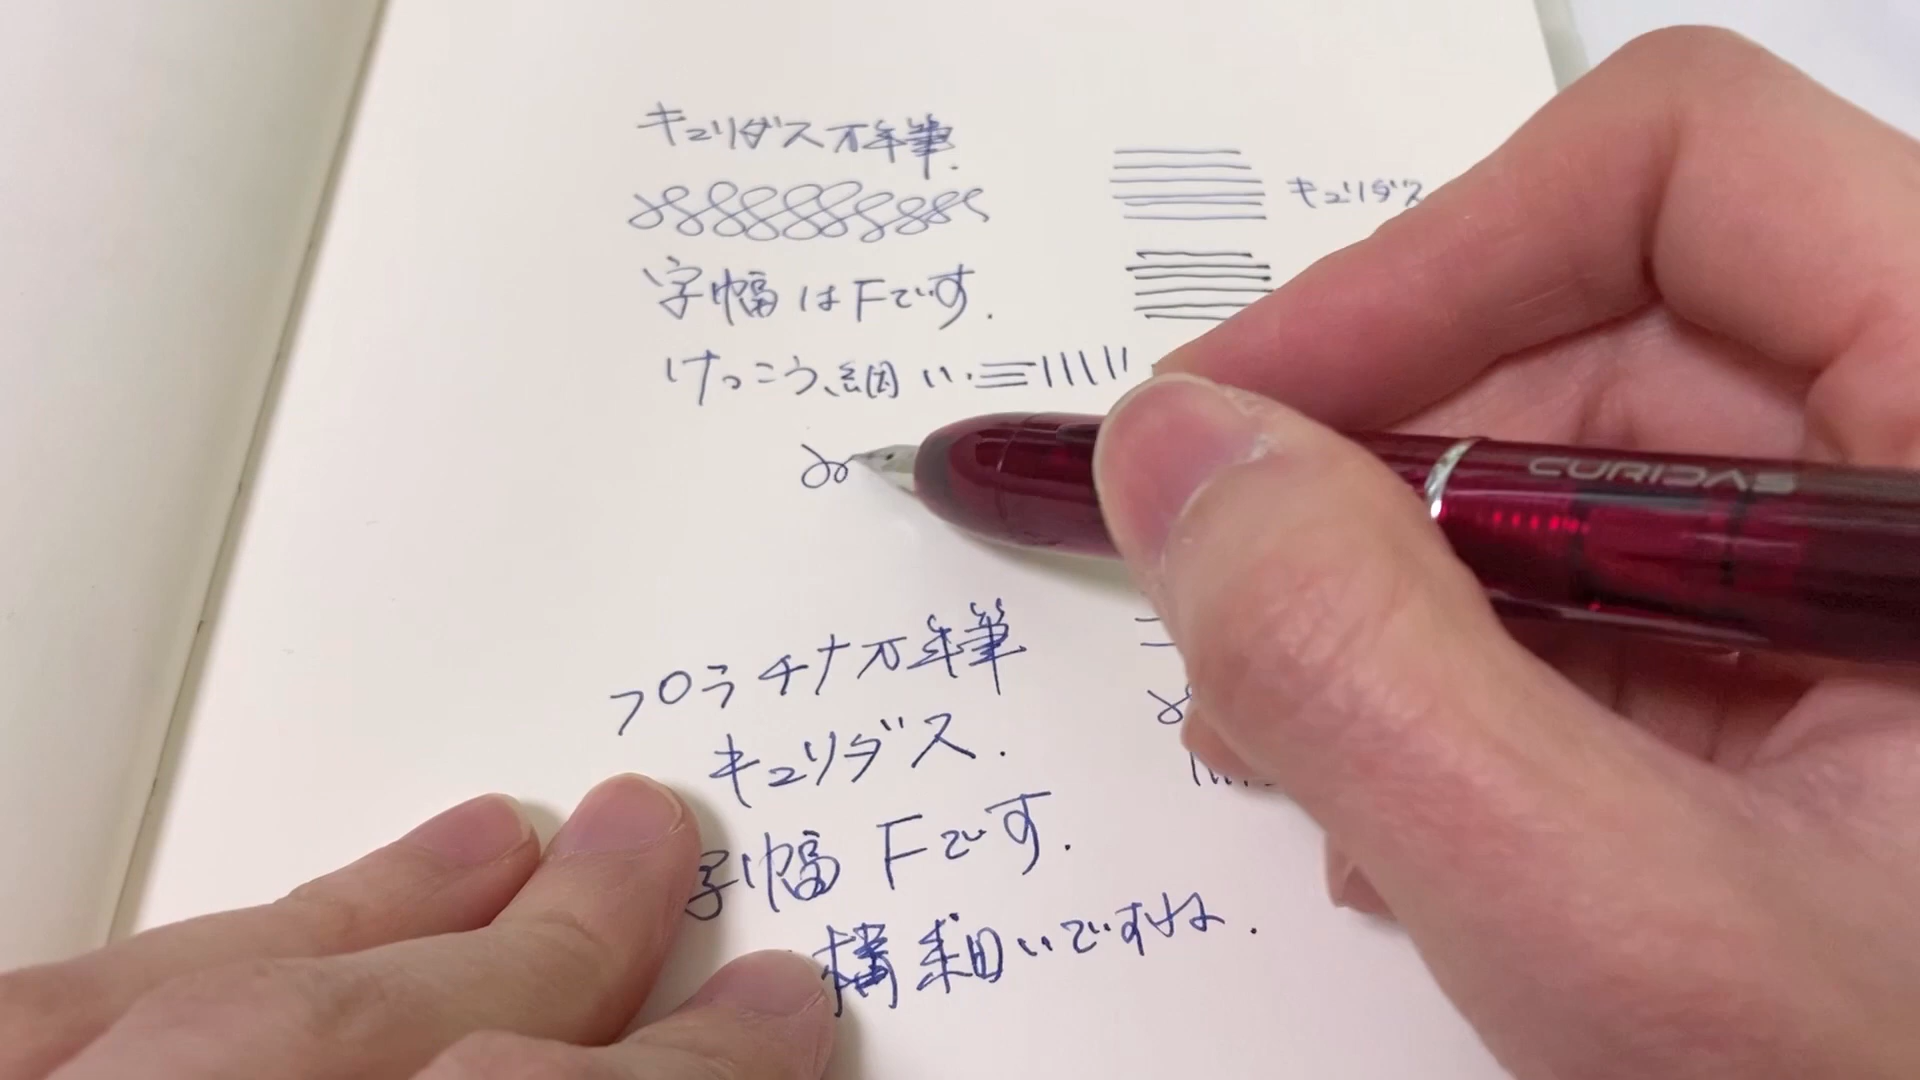 キュリダス万年筆.
キュリダス
字幅はFです.
けっこう、細い.
CURIDAS
プラチナ万年筆
キュリダス.
字幅 Fです.
構細いですね.